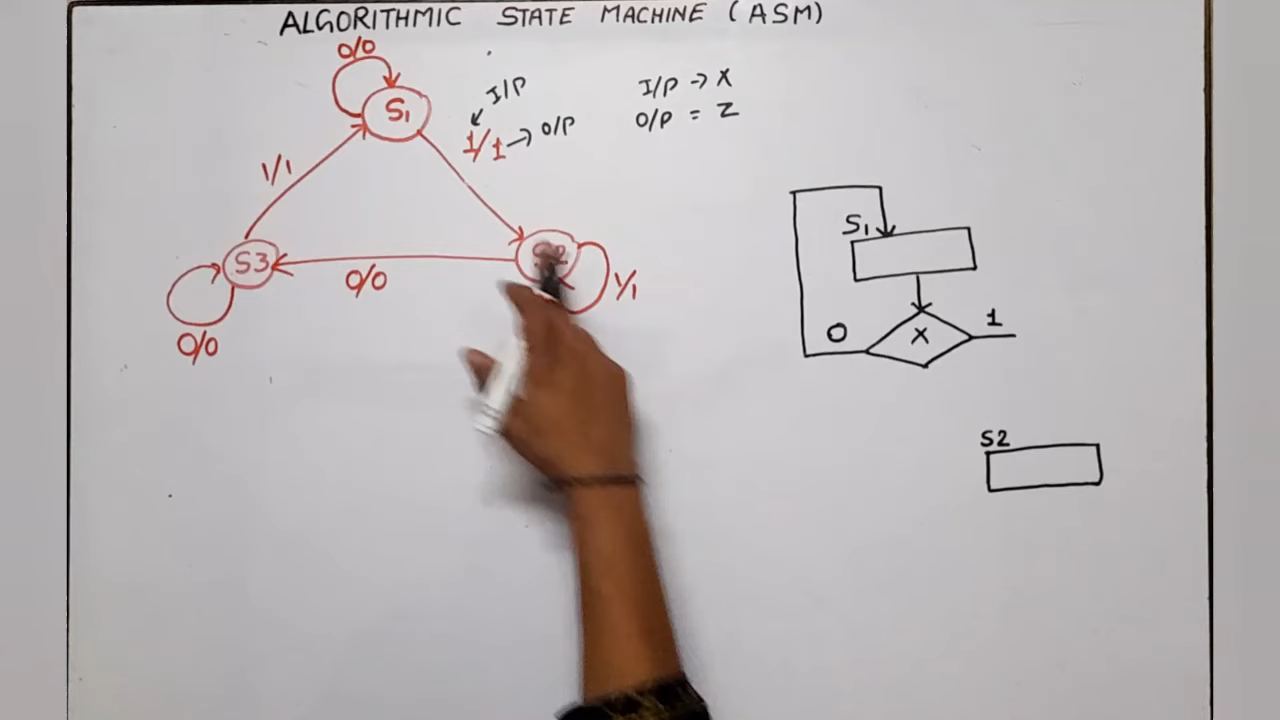 ALGORITHMIC STATE MACHINE (ASM)
0/0
I/P
I/P → X
S1
1/1 → O/P
O/P = Z
1/1
S1
S3
0/0
1/1
0
X
1
0/0
S2